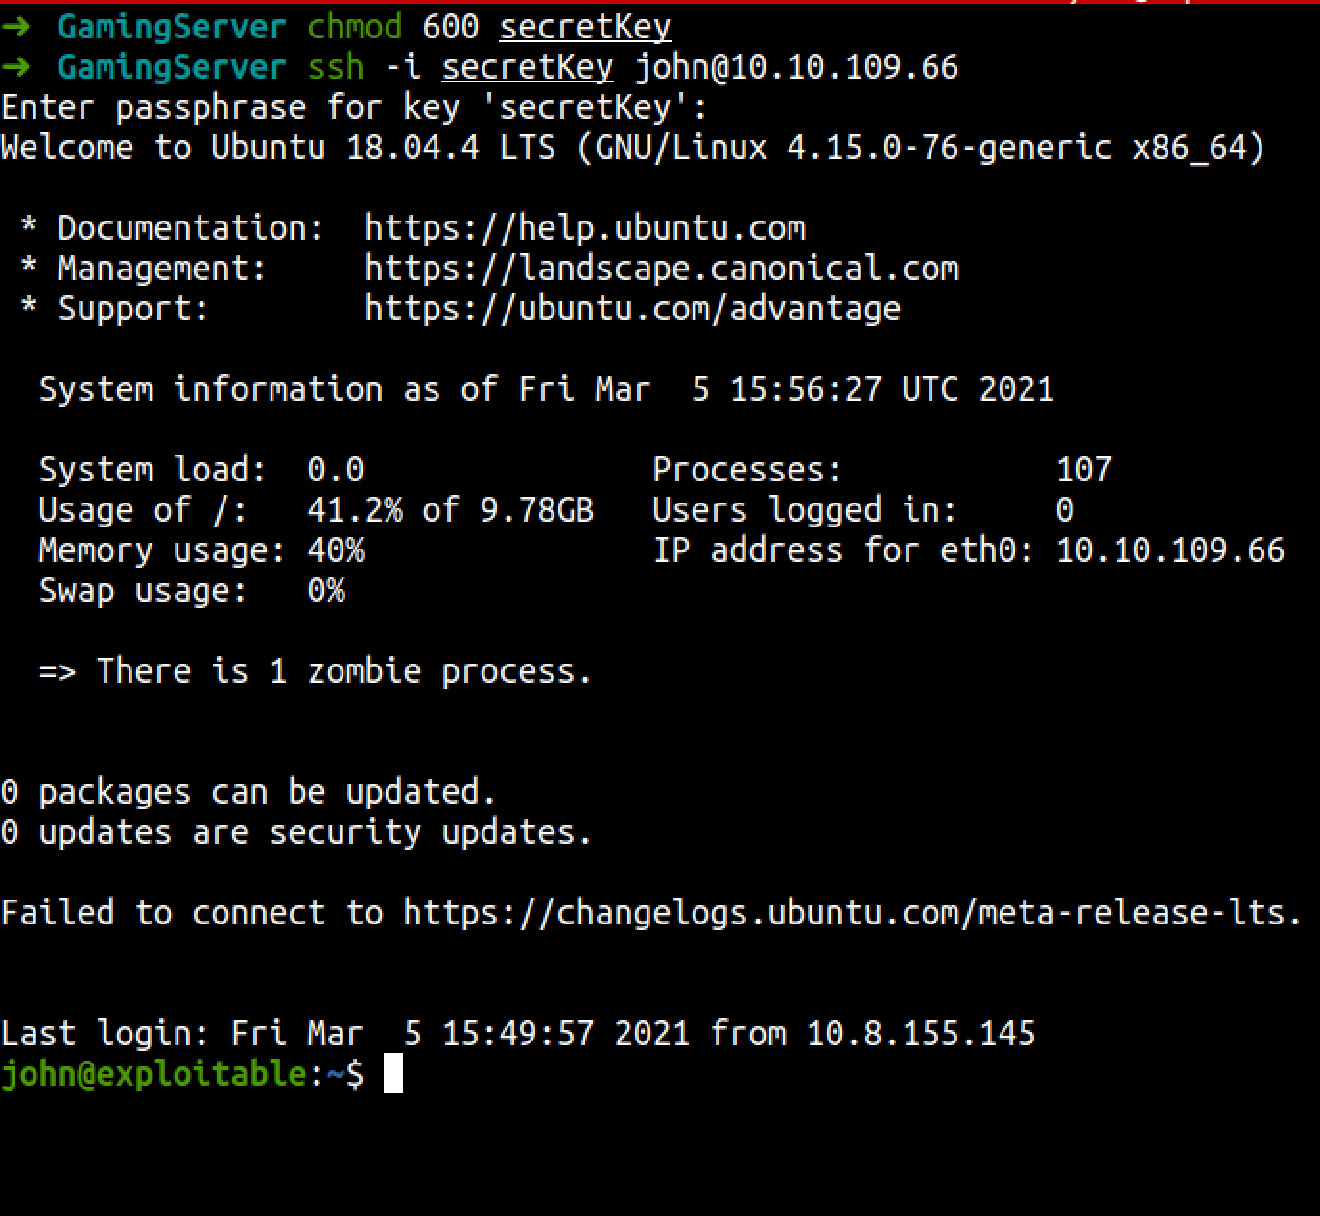 ➜ GamingServer chmod 600 secretKey
➜ GamingServer ssh -i secretKey john@10.10.109.66
Enter passphrase for key 'secretKey':
Welcome to Ubuntu 18.04.4 LTS (GNU/Linux 4.15.0-76-generic x86_64)
* Documentation:  https://help.ubuntu.com
* Management:     https://landscape.canonical.com
* Support:        https://ubuntu.com/advantage
System information as of Fri Mar  5 15:56:27 UTC 2021
System load:  0.0               Processes:           107
Usage of /:   41.2% of 9.78GB   Users logged in:     0
Memory usage: 40%               IP address for eth0: 10.10.109.66
Swap usage:   0%
=> There is 1 zombie process.
0 packages can be updated.
0 updates are security updates.
Failed to connect to https://changelogs.ubuntu.com/meta-release-lts.
Last login: Fri Mar  5 15:49:57 2021 from 10.8.155.145
john@exploitable:~$